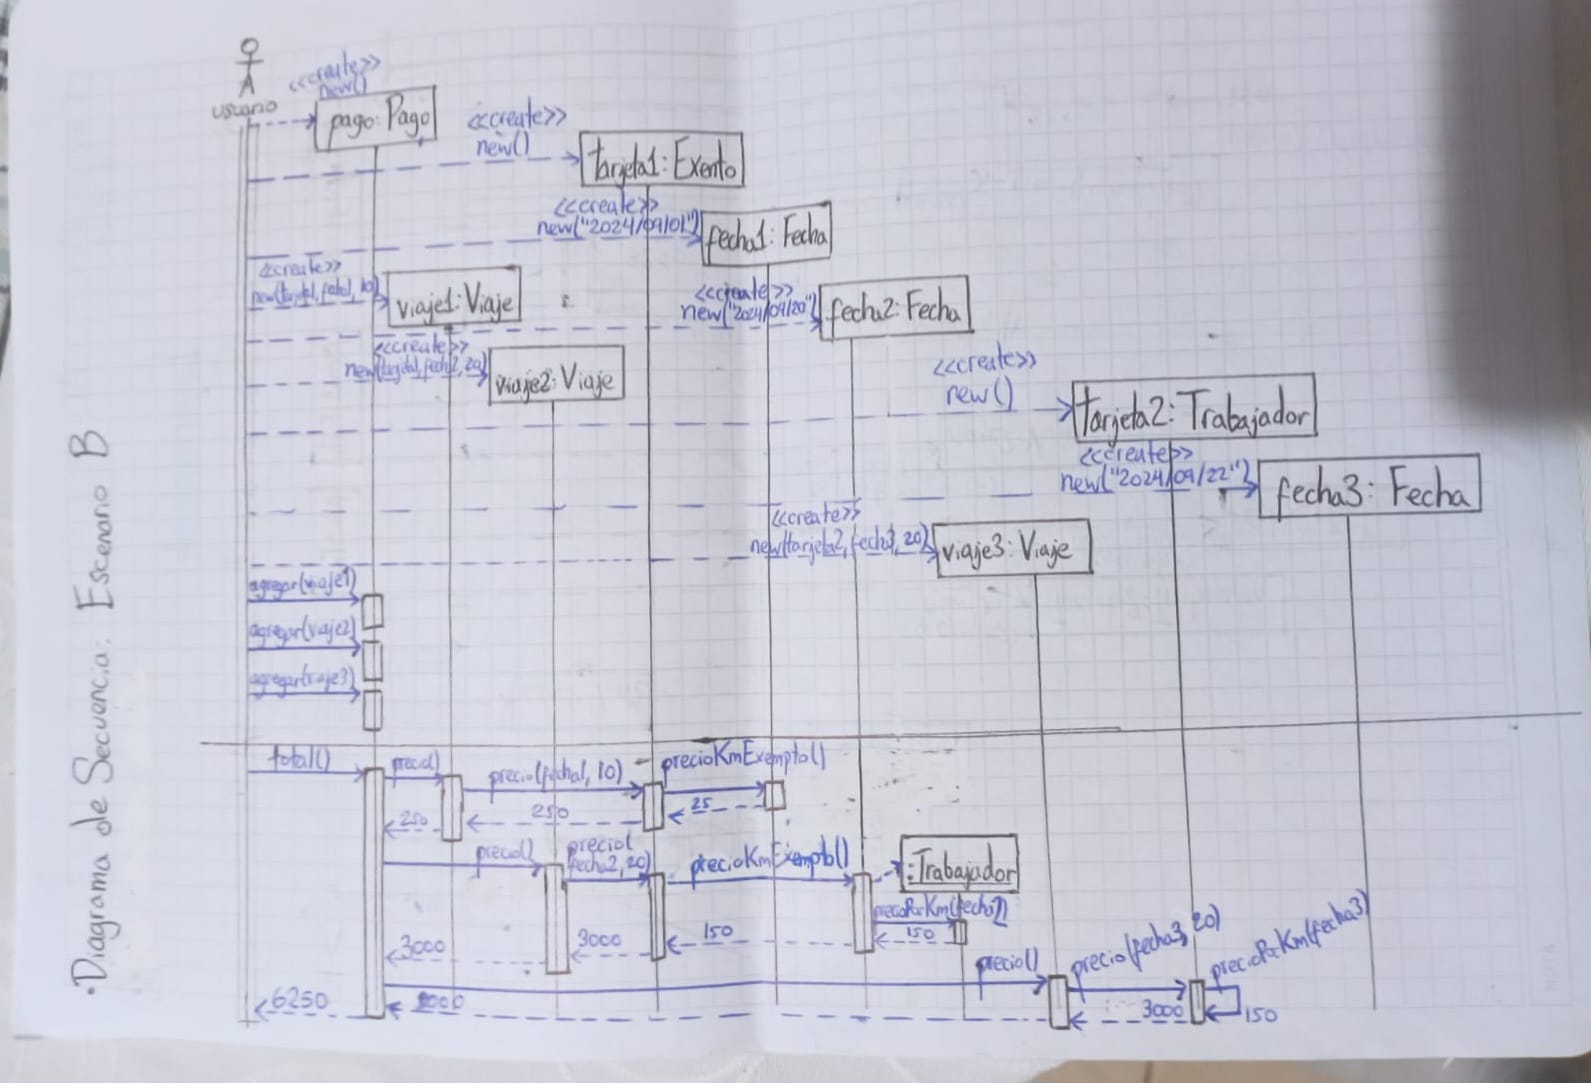 Diagrama de Secuencia: Escenario B
usuario
<<create>>
new()
pago: Pago
<<create>>
new()
tarjeta1: Exento
<<create>>
new("2024/09/01")
fecha1: Fecha
<<create>>
new(tarjeta1, fecha1, 10)
viaje1: Viaje
<<create>>
new("2024/09/20")
fecha2: Fecha
<<create>>
new(tarjeta1, fecha2, 20)
viaje2: Viaje
<<create>>
new()
tarjeta2: Trabajador
<<create>>
new("2024/09/22")
fecha3: Fecha
<<create>>
new(tarjeta2, fecha3, 20)
viaje3: Viaje
agregar(viaje1)
agregar(viaje2)
agregar(viaje3)
total()
precio()
precio(fecha1, 10)
precioKmExempto()
25
250
250
precio()
precio(
fecha2, 20)
precioKmExempto()
:Trabajador
precioPorKm(fecha2)
150
150
3000
3000
precio()
precio(fecha3, 20)
precioPorKm(fecha3)
150
3000
6250